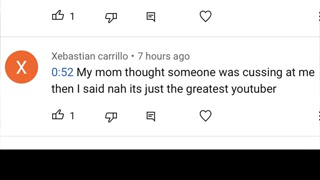 1
X
Xebastian carrillo • 7 hours ago
0:52 My mom thought someone was cussing at me
then I said nah its just the greatest youtuber
1